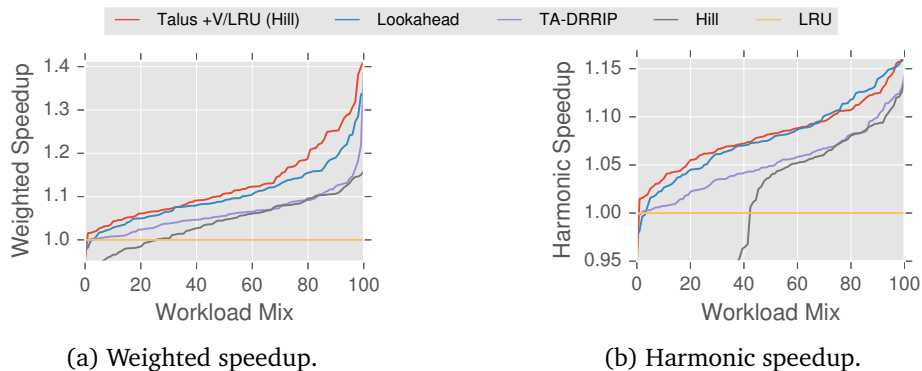 Talus +V/LRU (Hill) Lookahead TA-DRRIP Hill LRU
Weighted Speedup
1.4
1.3
1.2
1.1
1.0
0 20 40 60 80 100
Workload Mix
(a) Weighted speedup.
Harmonic Speedup
1.15
1.10
1.05
1.00
0.95
0 20 40 60 80 100
Workload Mix
(b) Harmonic speedup.